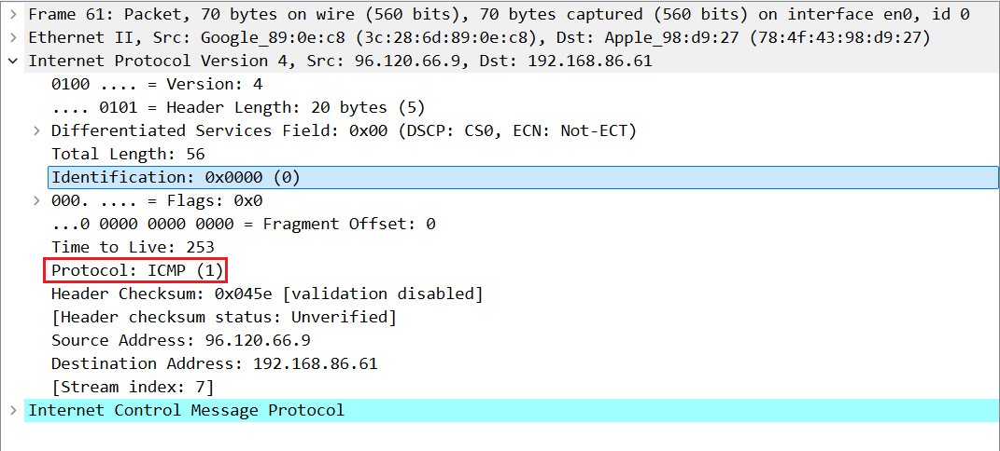 Frame 61: Packet, 70 bytes on wire (560 bits), 70 bytes captured (560 bits) on interface en0, id 0
Ethernet II, Src: Google_89:0e:c8 (3c:28:6d:89:0e:c8), Dst: Apple_98:d9:27 (78:4f:43:98:d9:27)
Internet Protocol Version 4, Src: 96.120.66.9, Dst: 192.168.86.61
0100 .... = Version: 4
.... 0101 = Header Length: 20 bytes (5)
Differentiated Services Field: 0x00 (DSCP: CS0, ECN: Not-ECT)
Total Length: 56
Identification: 0x0000 (0)
000. .... = Flags: 0x0
...0 0000 0000 0000 = Fragment Offset: 0
Time to Live: 253
Protocol: ICMP (1)
Header Checksum: 0x045e [validation disabled]
[Header checksum status: Unverified]
Source Address: 96.120.66.9
Destination Address: 192.168.86.61
[Stream index: 7]
Internet Control Message Protocol